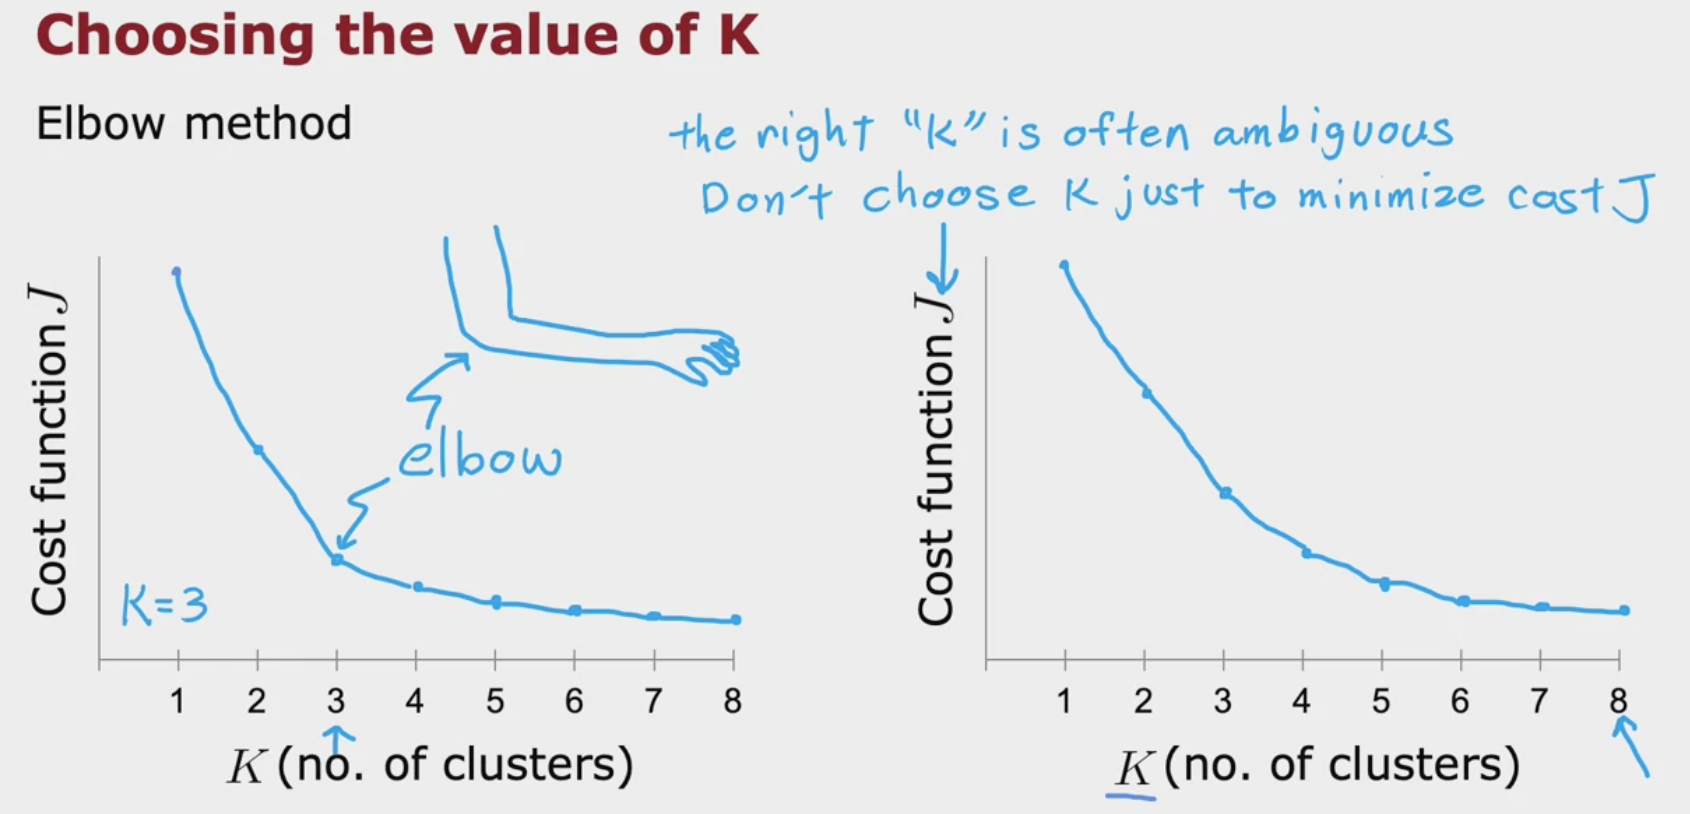 Choosing the value of K
Elbow method
the right "K" is often ambiguous
Don't choose K just to minimize cost J
Cost function J
elbow
K=3
1 2 3 4 5 6 7 8
K (no. of clusters)
Cost function J
1 2 3 4 5 6 7 8
K (no. of clusters)